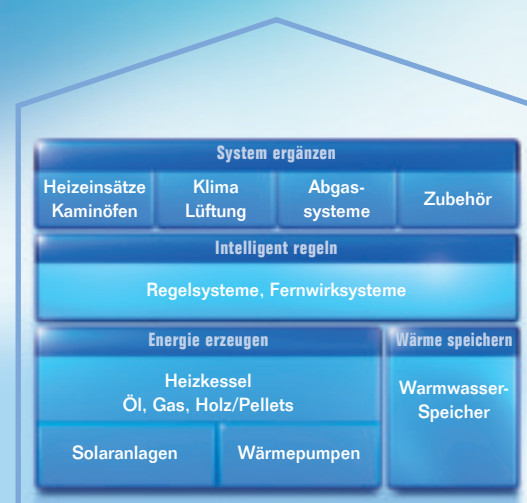 System ergänzen
Heizeinsätze
Kaminöfen
Klima
Lüftung
Abgas-
systeme
Zubehör
Intelligent regeln
Regelsysteme, Fernwirksysteme
Energie erzeugen
Heizkessel
Öl, Gas, Holz/Pellets
Solaranlagen
Wärmepumpen
Wärme speichern
Warmwasser-
Speicher